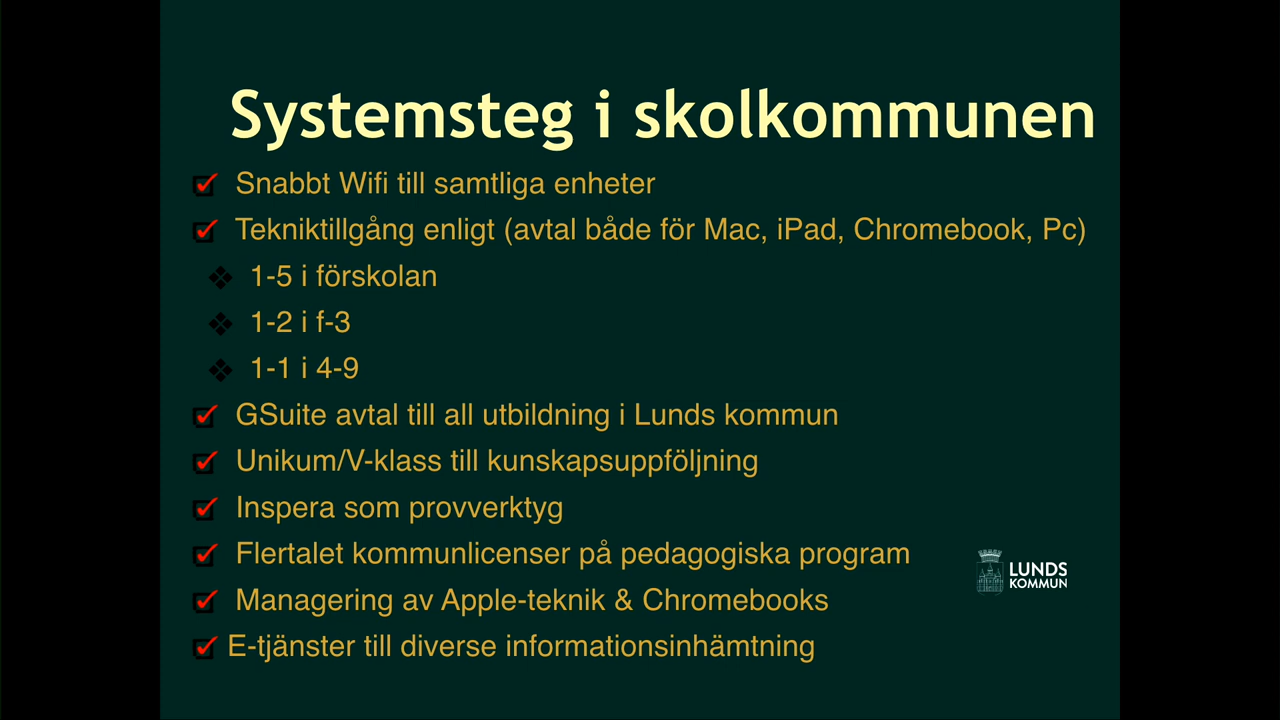 Systemsteg i skolkommunen
Snabbt Wifi till samtliga enheter
Tekniktillgång enligt (avtal både för Mac, iPad, Chromebook, Pc)
1-5 i förskolan
1-2 i f-3
1-1 i 4-9
GSuite avtal till all utbildning i Lunds kommun
Unikum/V-klass till kunskapsuppföljning
Inspera som provverktyg
Flertalet kommunlicenser på pedagogiska program
LUNDS
KOMMUN
Managering av Apple-teknik & Chromebooks
E-tjänster till diverse informationsinhämtning